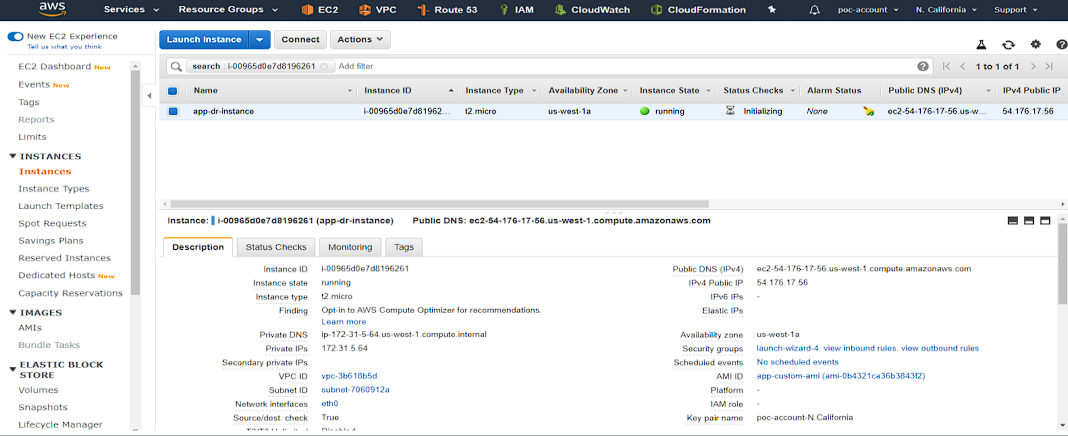 aws Services Resource Groups EC2 VPC Route 53 IAM CloudWatch CloudFormation poc-account N. California Support
New EC2 Experience
Tell us what you think
EC2 Dashboard New
Events New
Tags
Reports
Limits
INSTANCES
Instances
Instance Types
Launch Templates
Spot Requests
Savings Plans
Reserved Instances
Dedicated Hosts New
Capacity Reservations
IMAGES
AMIs
Bundle Tasks
ELASTIC BLOCK
STORE
Volumes
Snapshots
Lifecycle Manager
Launch Instance Connect Actions
search : i-00965d0e7d8196261 Add filter 1 to 1 of 1
Name Instance ID Instance Type Availability Zone Instance State Status Checks Alarm Status Public DNS (IPv4) IPv4 Public IP
app-dr-instance i-00965d0e7d81962... t2.micro us-west-1a running Initializing None ec2-54-176-17-56.us-w... 54.176.17.56
Instance: i-00965d0e7d8196261 (app-dr-instance) Public DNS: ec2-54-176-17-56.us-west-1.compute.amazonaws.com
Description Status Checks Monitoring Tags
Instance ID i-00965d0e7d8196261 Public DNS (IPv4) ec2-54-176-17-56.us-west-1.compute.amazonaws.com
Instance state running IPv4 Public IP 54.176.17.56
Instance type t2.micro IPv6 IPs -
Finding Opt-in to AWS Compute Optimizer for recommendations. Elastic IPs
Learn more
Private DNS ip-172-31-5-64.us-west-1.compute.internal Availability zone us-west-1a
Private IPs 172.31.5.64 Security groups launch-wizard-4. view inbound rules. view outbound rules
Secondary private IPs Scheduled events No scheduled events
VPC ID vpc-3b618b5d AMI ID app-custom-ami (ami-0b4321ca36b3843f2)
Subnet ID subnet-7060912a Platform -
Network interfaces eth0 IAM role -
Source/dest. check True Key pair name poc-account-N.California